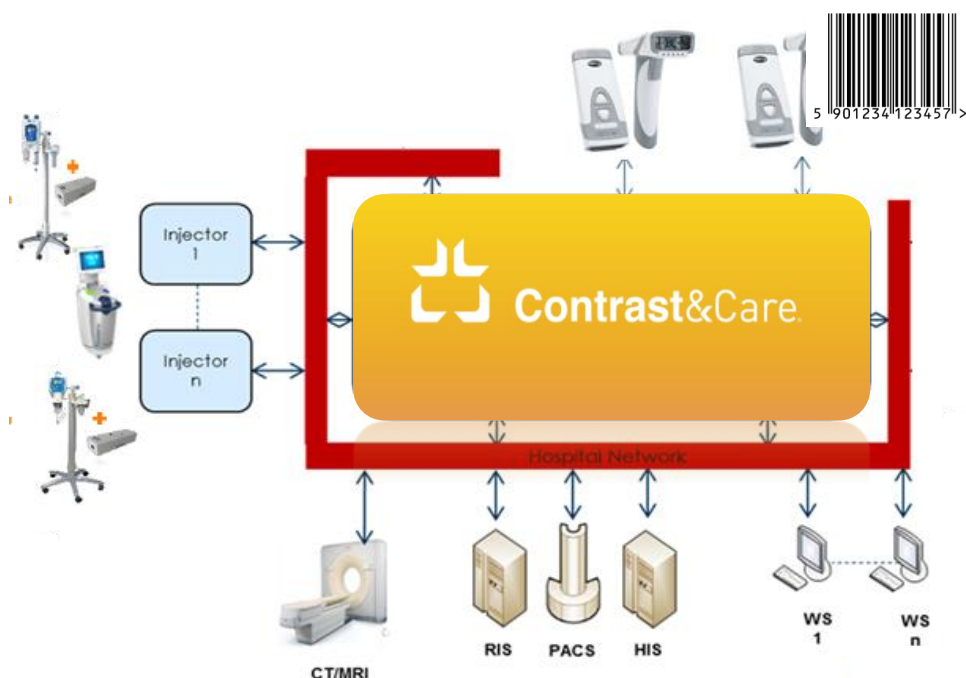 5 901234 123457 >
Injector
1
Contrast&Care®
Injector
n
Hospital Network
CT/MRI
RIS
PACS
HIS
WS
1
WS
n